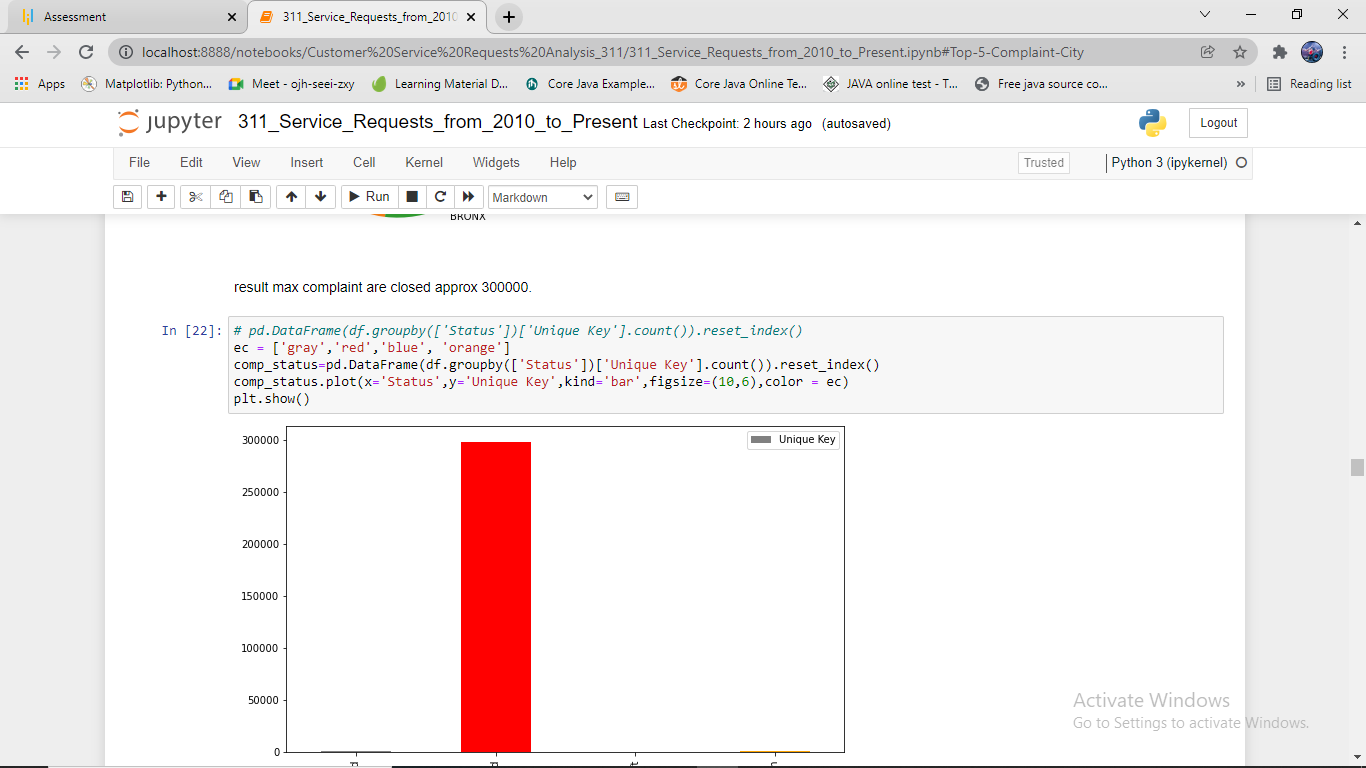 Assessment
311_Service_Requests_from_2010
localhost:8888/notebooks/Customer%20Service%20Requests%20Analysis_311/311_Service_Requests_from_2010_to_Present.ipynb#Top-5-Complaint-City
Apps Matplotlib: Python... Meet - ojh-seei-zxy Learning Material D... Core Java Example... Core Java Online Te... JAVA online test - T... Free java source co... » Reading list
jupyter 311_Service_Requests_from_2010_to_Present Last Checkpoint: 2 hours ago (autosaved) Logout
File Edit View Insert Cell Kernel Widgets Help Trusted Python 3 (ipykernel)
Run Markdown
BRONX
result max complaint are closed approx 300000.
In [22]: # pd.DataFrame(df.groupby(['Status'])['Unique Key'].count()).reset_index()
ec = ['gray','red','blue', 'orange']
comp_status=pd.DataFrame(df.groupby(['Status'])['Unique Key'].count()).reset_index()
comp_status.plot(x='Status',y='Unique Key',kind='bar',figsize=(10,6),color = ec)
plt.show()
Unique Key
300000
250000
200000
150000
100000
50000
0
Activate Windows
Go to Settings to activate Windows.